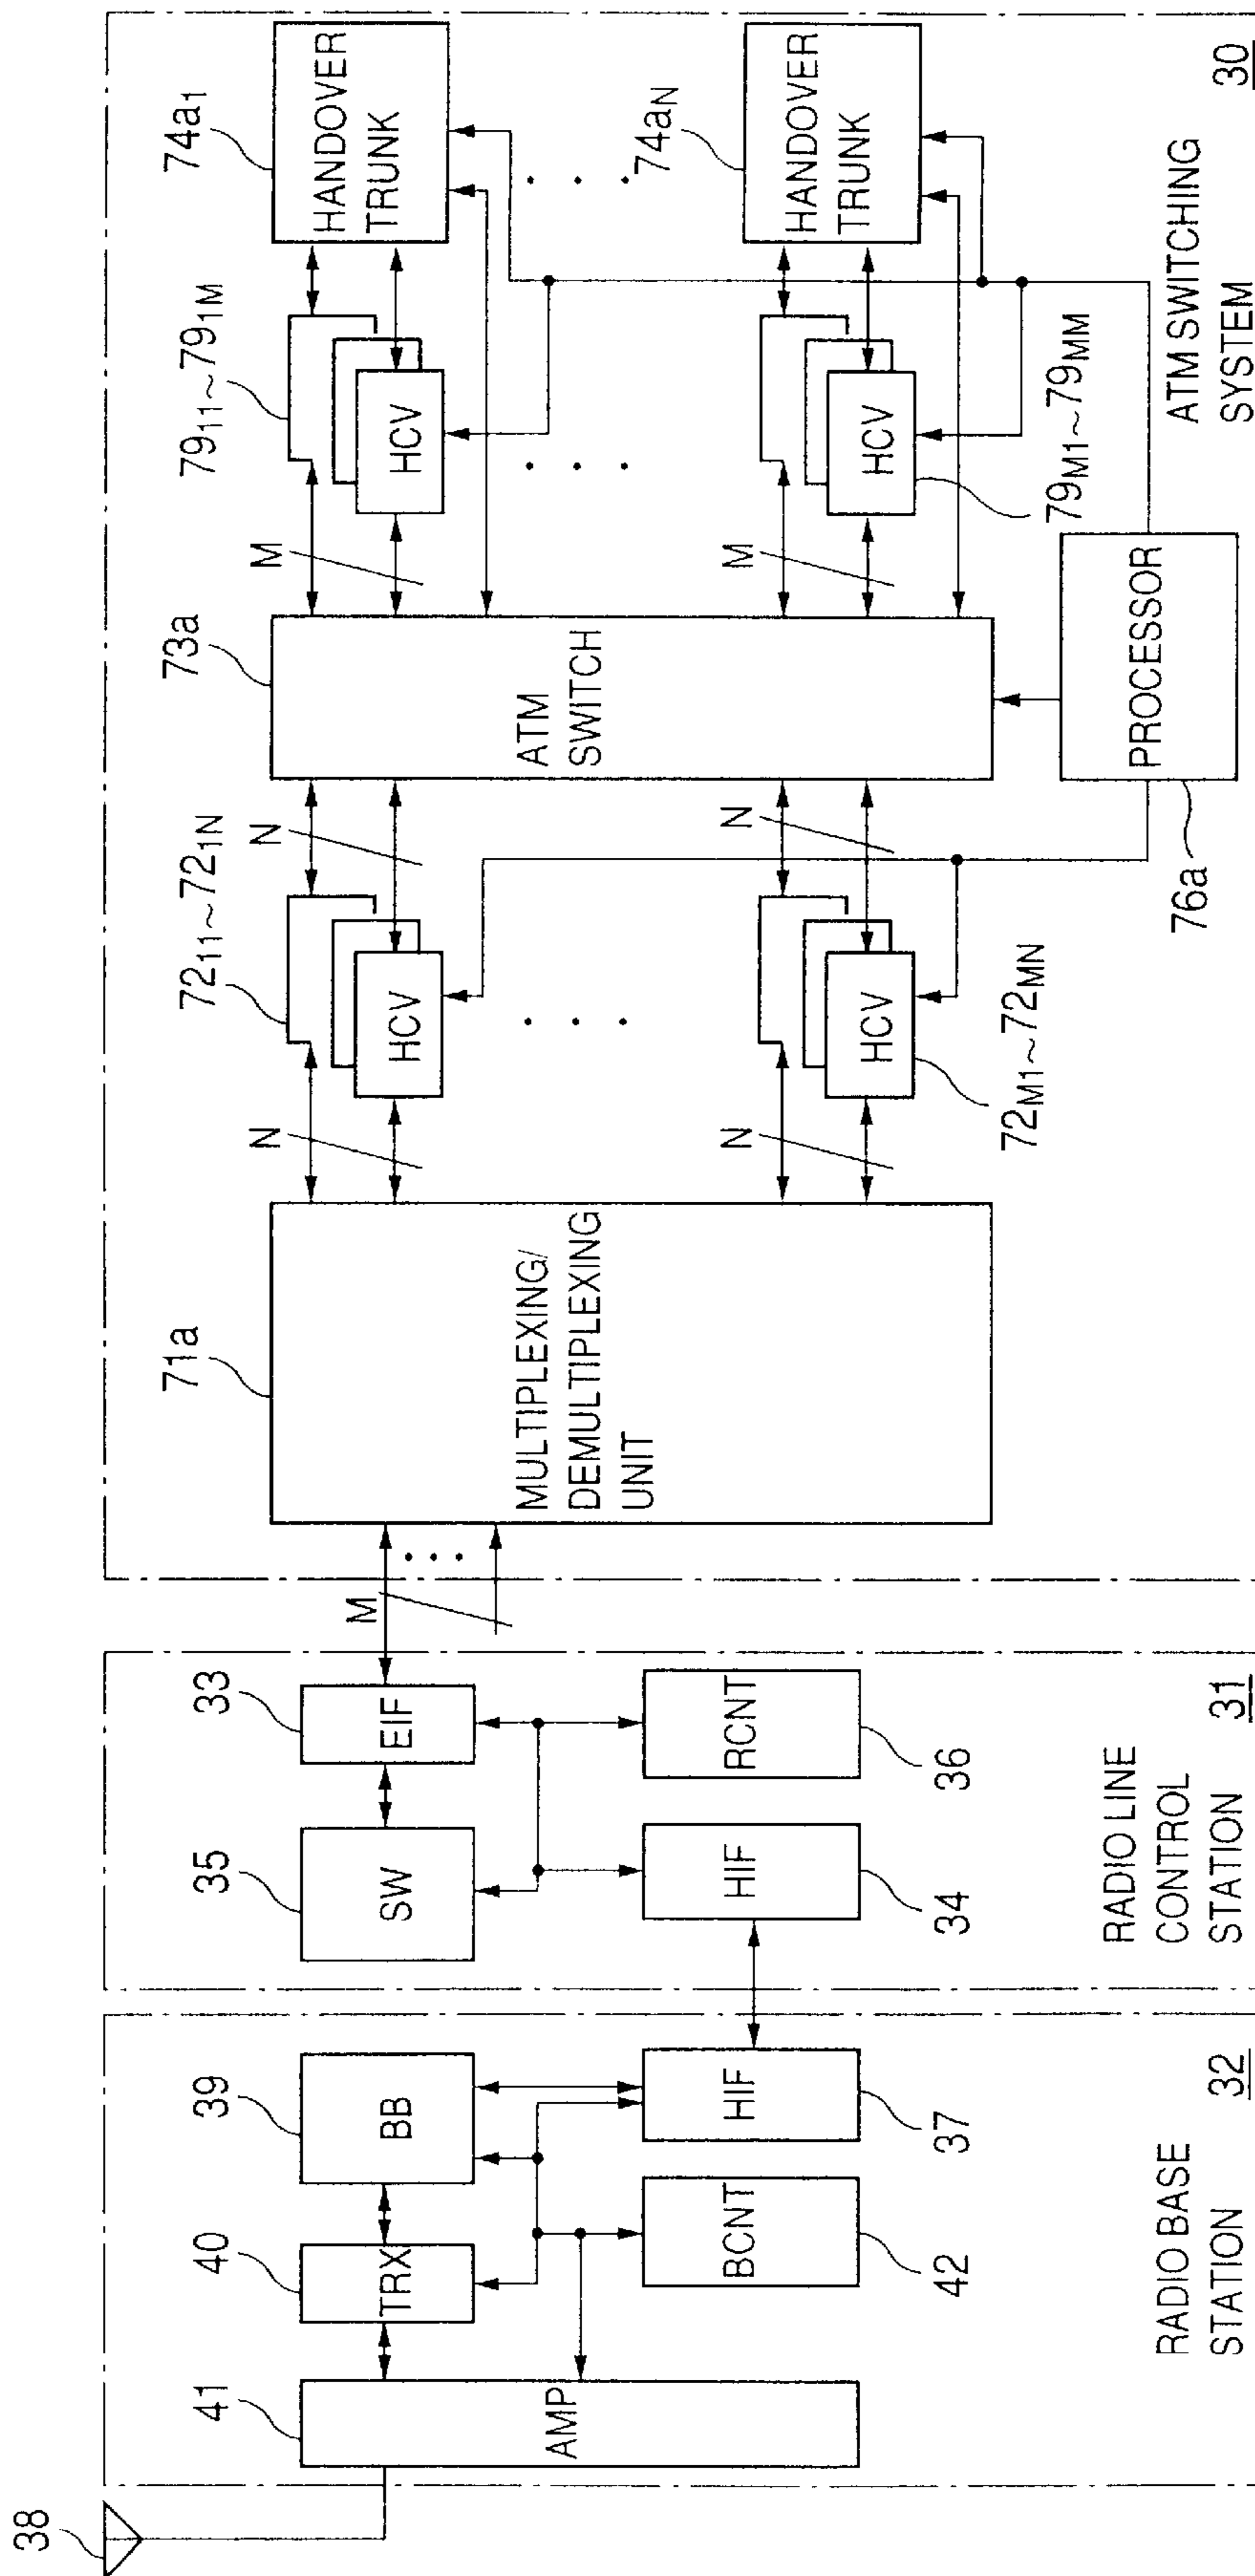 38
41
AMP
40
TRX
39
BB
BCNT
42
HIF
37
RADIO BASE
STATION
32
35
SW
33
EIF
HIF
34
RCNT
36
RADIO LINE
CONTROL
STATION
31
M
71a
MULTIPLEXING/
DEMULTIPLEXING
UNIT
N
N
72₁₁~72₁N
HCV
N
N
HCV
72M1~72MN
73a
ATM
SWITCH
PROCESSOR
76a
M
M
79₁₁~79₁M
HCV
HCV
79M1~79MM
74a₁
HANDOVER
TRUNK
74aN
HANDOVER
TRUNK
ATM SWITCHING
SYSTEM
30